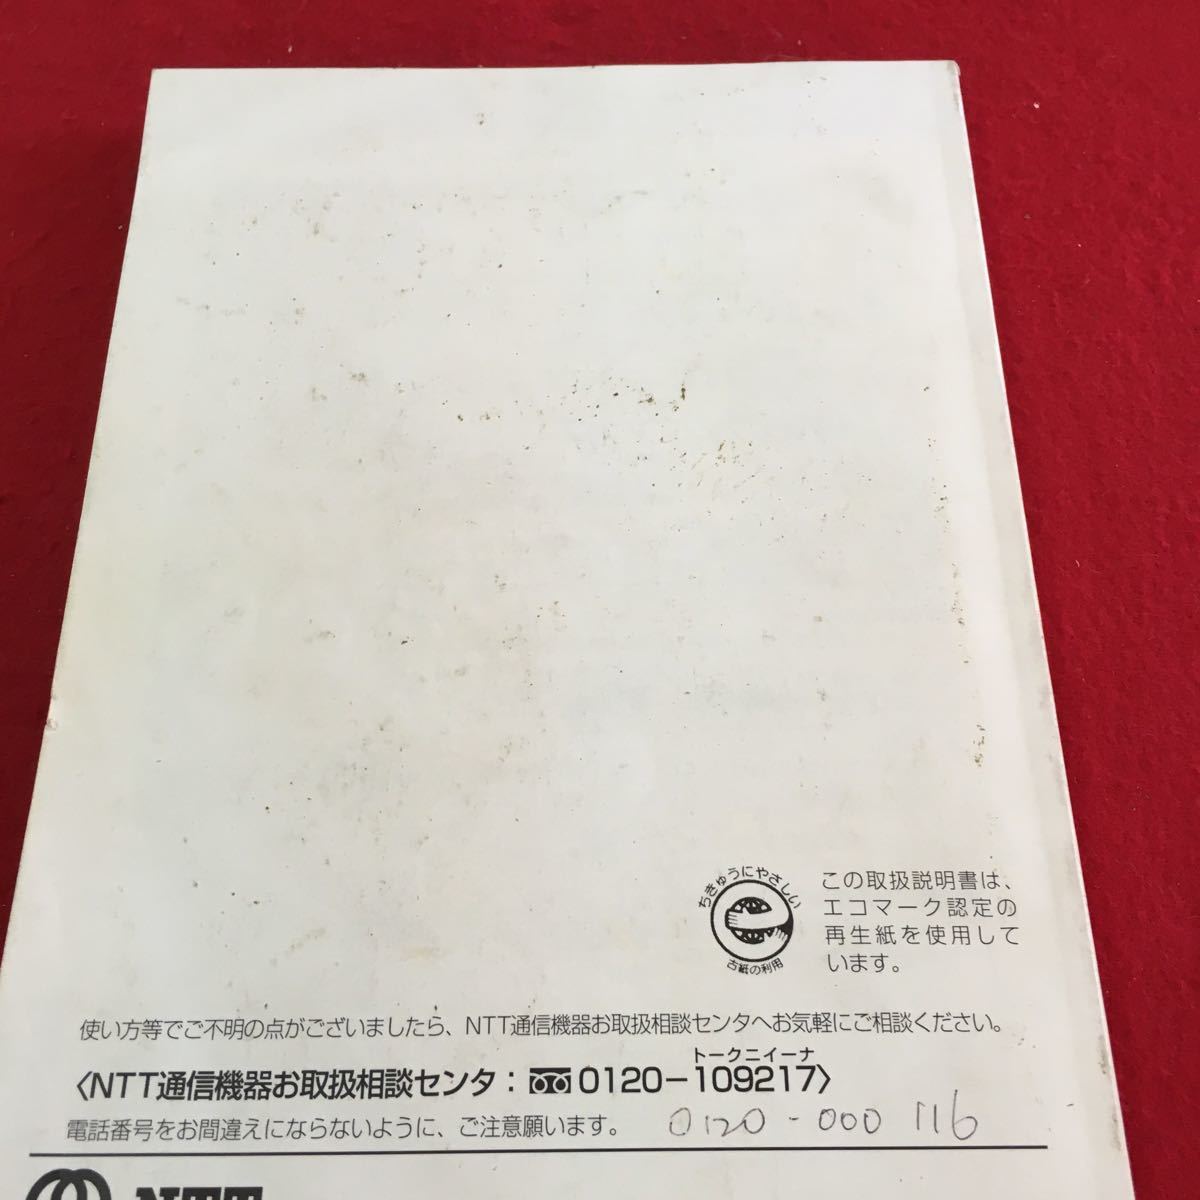 ちきゅうにやさしい
古紙の利用
この取扱説明書は、
エコマーク認定の
再生紙を使用して
います。
使い方等でご不明の点がございましたら、NTT通信機器お取扱相談センタへお気軽にご相談ください。
トークニイーナ
〈NTT通信機器お取扱相談センタ：0120−109217〉
電話番号をお間違えにならないように、ご注意願います。
0120-000 116
NTT